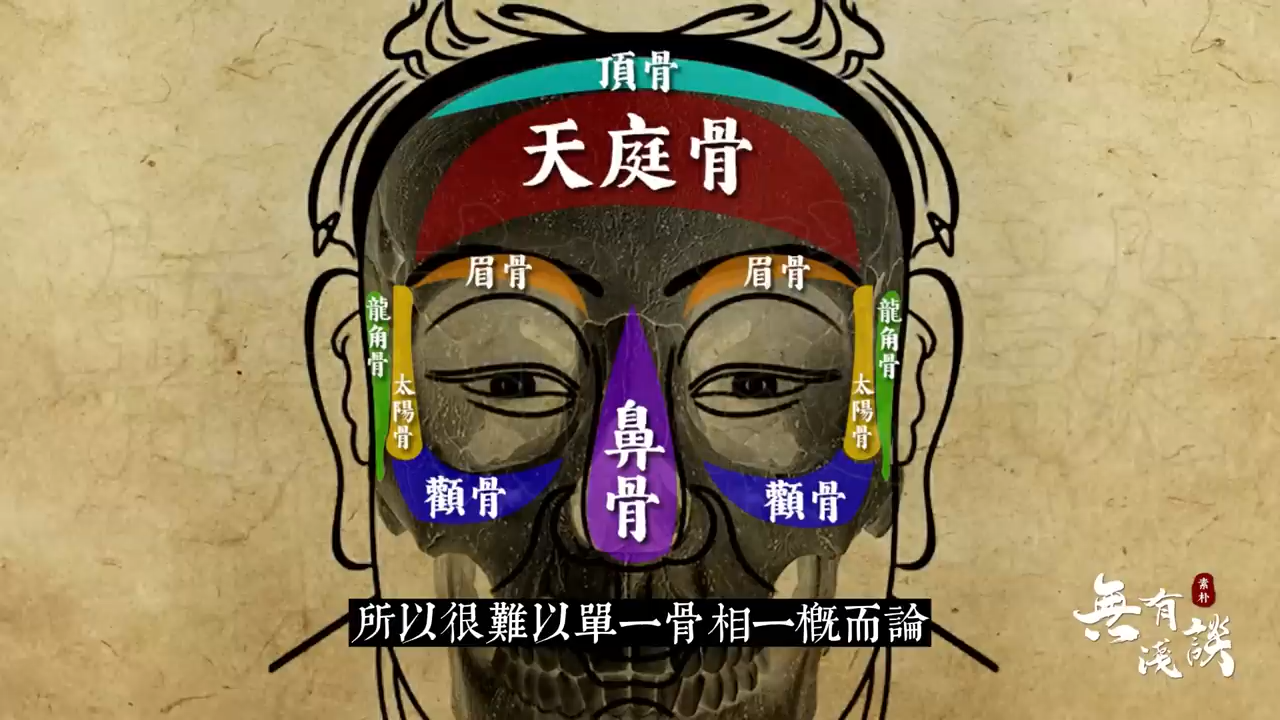 頂骨
天庭骨
眉骨
眉骨
龍角骨
太陽骨
鼻骨
太陽骨
龍角骨
顴骨
顴骨
所以很難以單一骨相一概而論
素朴
無有淺談